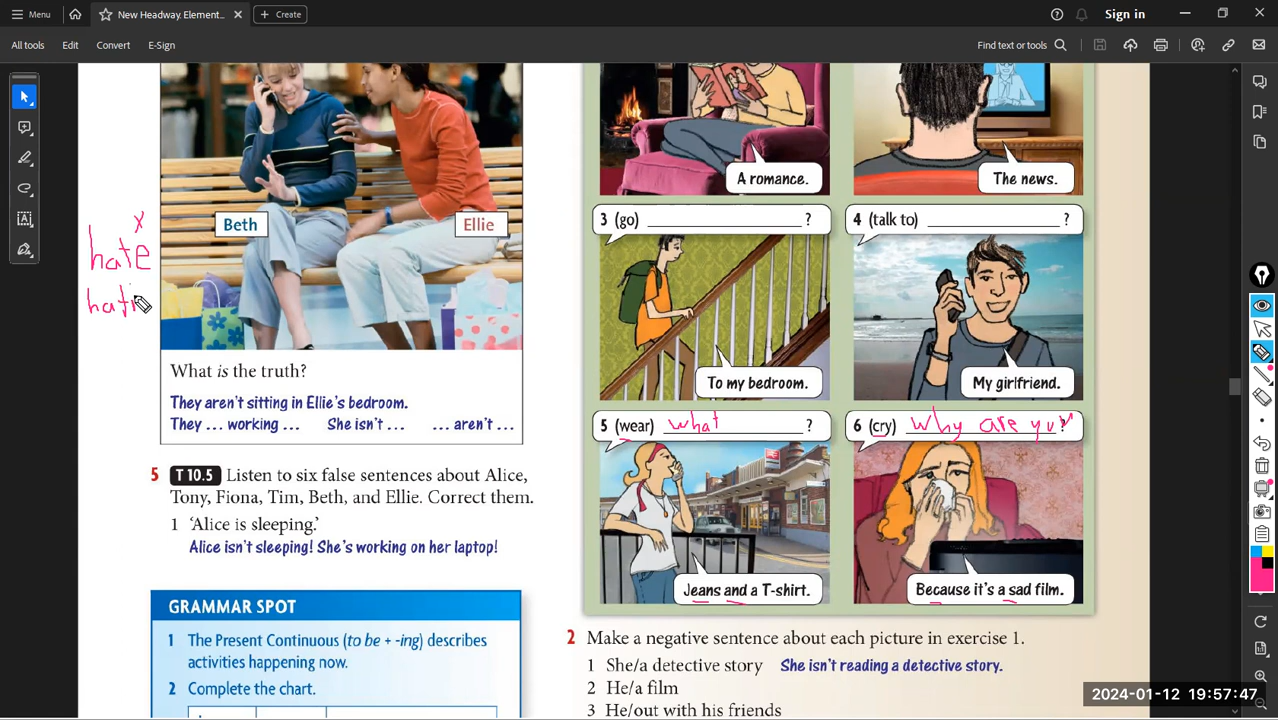 Menu
New Headway. Element...
Create
Sign in
All tools
Edit
Convert
E-Sign
Find text or tools
Beth
Ellie
hate
x
hati
What is the truth?
They aren't sitting in Ellie's bedroom.
They ... working ... She isn't ... ... aren't ...
5 T 10.5 Listen to six false sentences about Alice,
Tony, Fiona, Tim, Beth, and Ellie. Correct them.
1 'Alice is sleeping.'
Alice isn't sleeping! She's working on her laptop!
GRAMMAR SPOT
1 The Present Continuous (to be + -ing) describes
activities happening now.
2 Complete the chart.
A romance.
The news.
3 (go) ____________ ?
4 (talk to) ____________ ?
To my bedroom.
My girlfriend.
5 (wear) what ?
6 (cry) why are you ?
Jeans and a T-shirt.
Because it's a sad film.
2 Make a negative sentence about each picture in exercise 1.
1 She/a detective story She isn't reading a detective story.
2 He/a film
3 He/out with his friends
2024-01-12 19:57:47